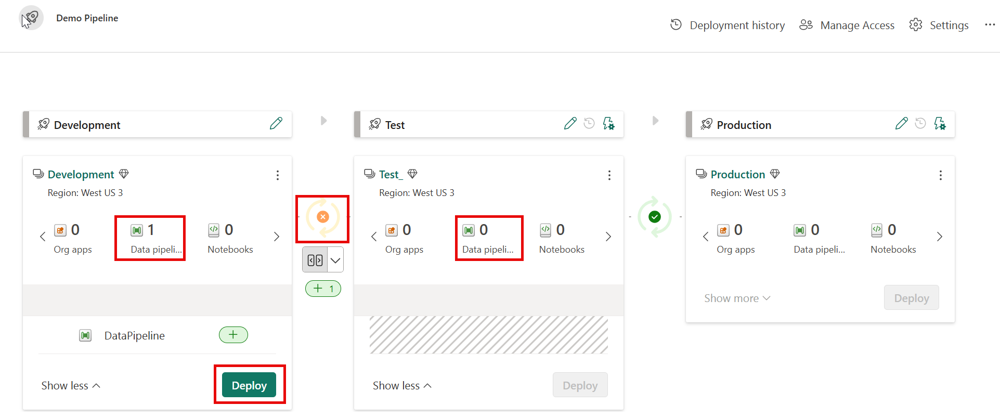 Demo Pipeline
Deployment history Manage Access Settings
Development
Test
Production
Development
Region: West US 3
0
Org apps
1
Data pipeli...
0
Notebooks
DataPipeline
Show less
Deploy
1
Test_
Region: West US 3
0
Org apps
0
Data pipeli...
0
Notebooks
Show less
Deploy
Production
Region: West US 3
0
Org apps
0
Data pipeli...
0
Notebooks
Show more
Deploy